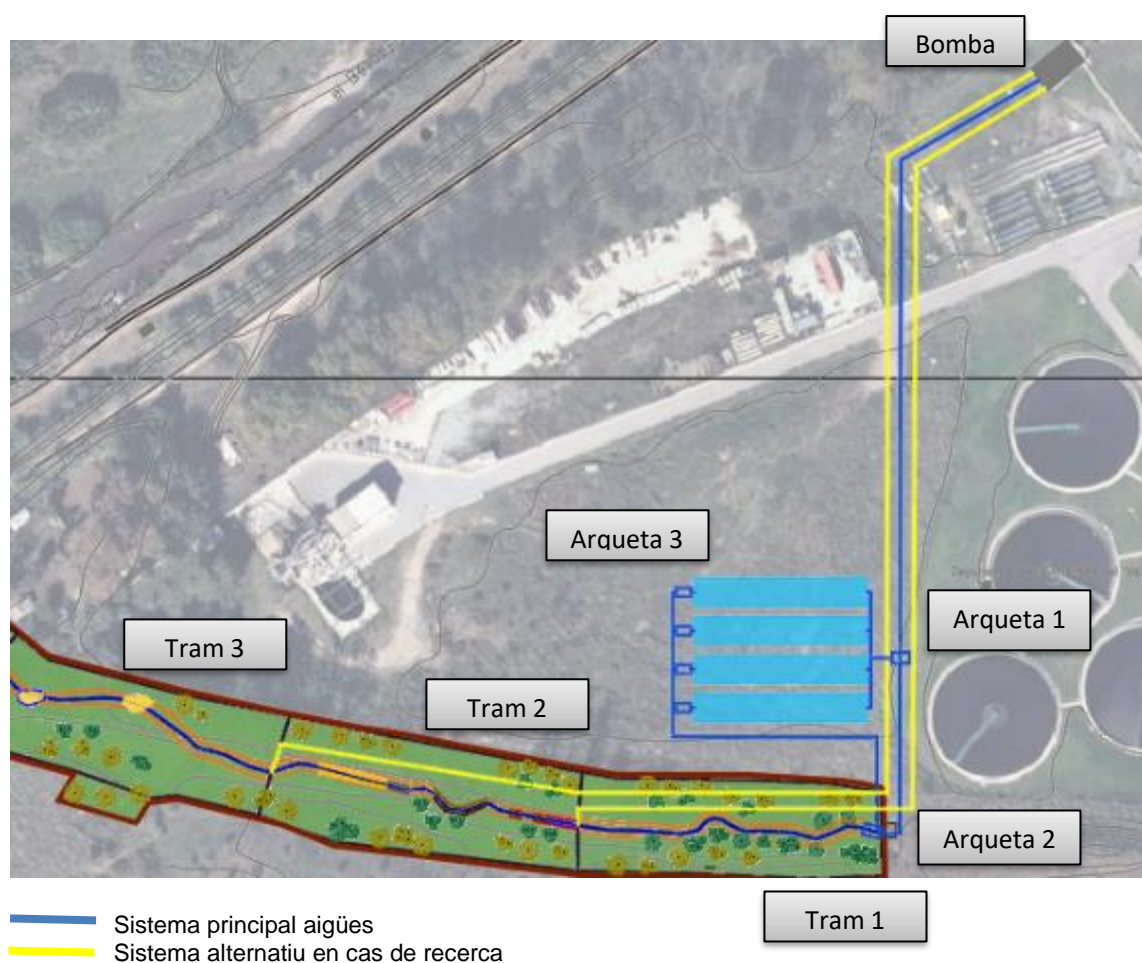 Bomba
Arqueta 3
Arqueta 1
Tram 3
Tram 2
Arqueta 2
Tram 1
Sistema principal aigües
Sistema alternatiu en cas de recerca